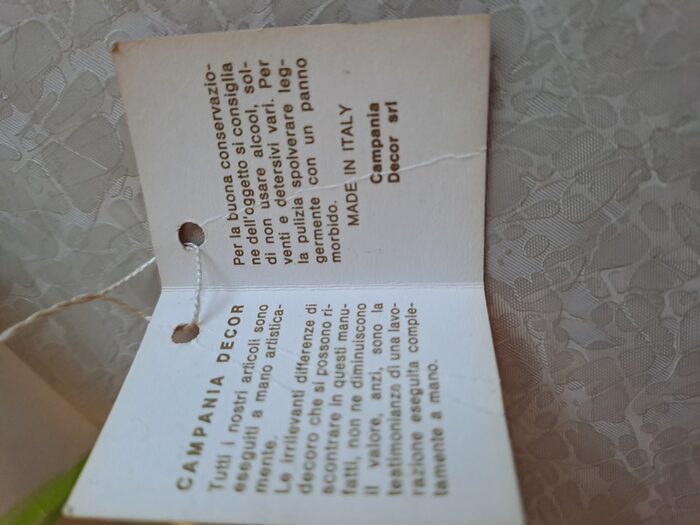 CAMPANIA DECOR
Tutti i nostri articoli sono
eseguiti a mano artistica-
mente.
Le irrilevanti differenze di
decoro che si possono ri-
scontrare in questi manu-
fatti, non ne diminuiscono
il valore, anzi, sono la
testimonianza di una lavo-
razione eseguita comple-
tamente a mano.
Per la buona conservazio-
ne dell'oggetto si consiglia
di non usare alcool, sol-
venti e detersivi vari. Per
la pulizia spolverare leg-
germente con un panno
morbido.
MADE IN ITALY
Campania
Decor srl